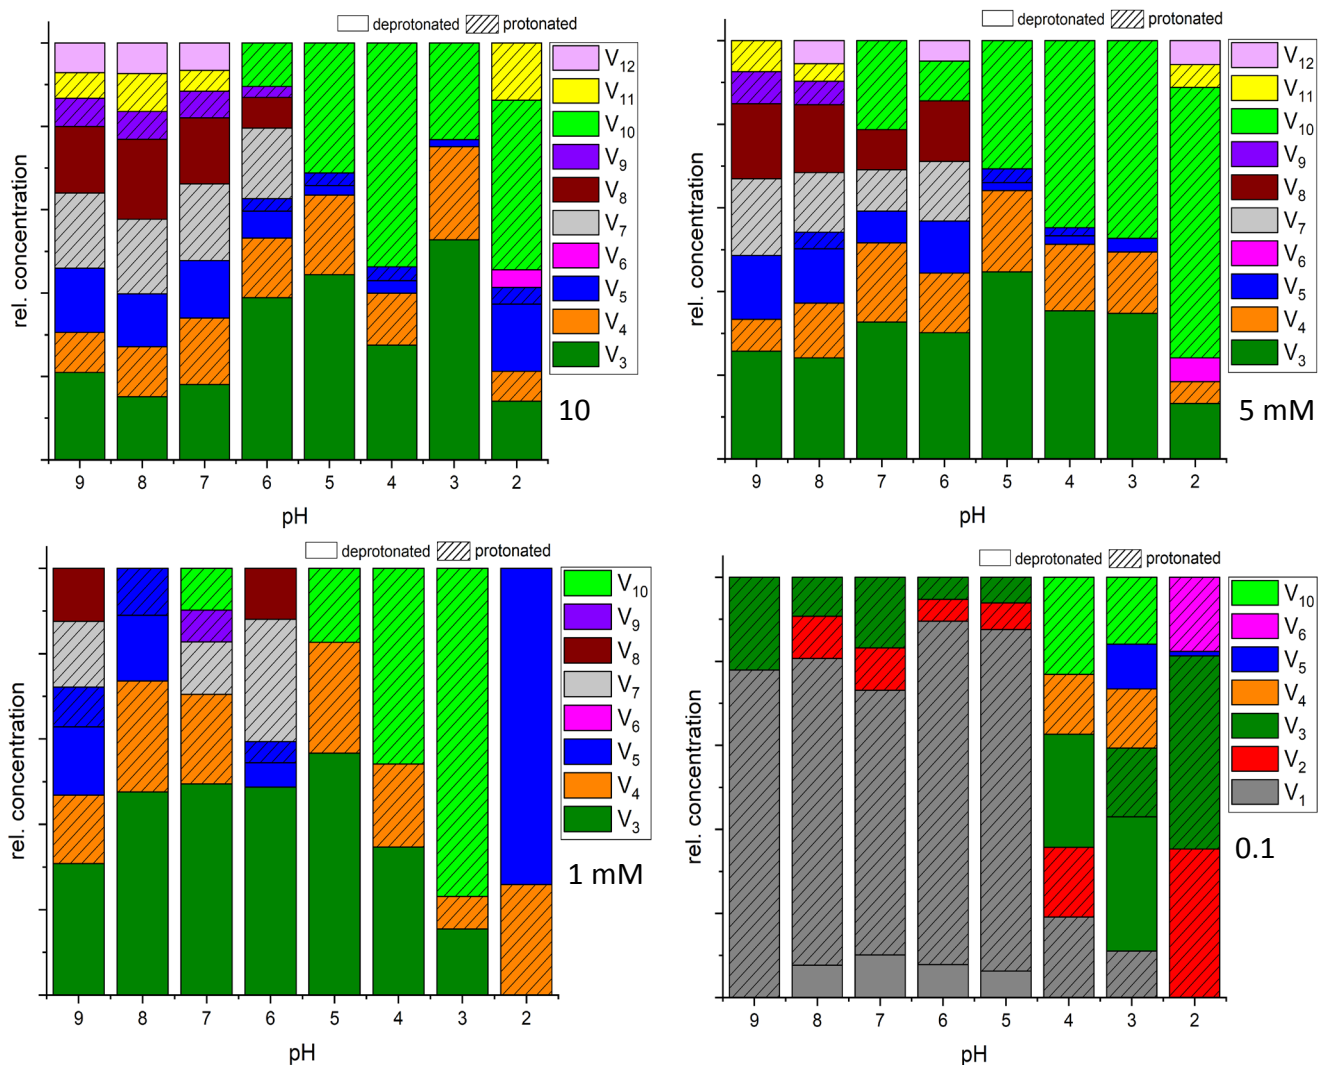 deprotonated protonated
V12
V11
V10
V9
V8
V7
V6
V5
V4
V3
rel. concentration
10
9 8 7 6 5 4 3 2
pH
deprotonated protonated
V12
V11
V10
V9
V8
V7
V6
V5
V4
V3
rel. concentration
5 mM
9 8 7 6 5 4 3 2
pH
deprotonated protonated
V10
V9
V8
V7
V6
V5
V4
V3
rel. concentration
1 mM
9 8 7 6 5 4 3 2
pH
deprotonated protonated
V10
V6
V5
V4
V3
V2
V1
rel. concentration
0.1
9 8 7 6 5 4 3 2
pH